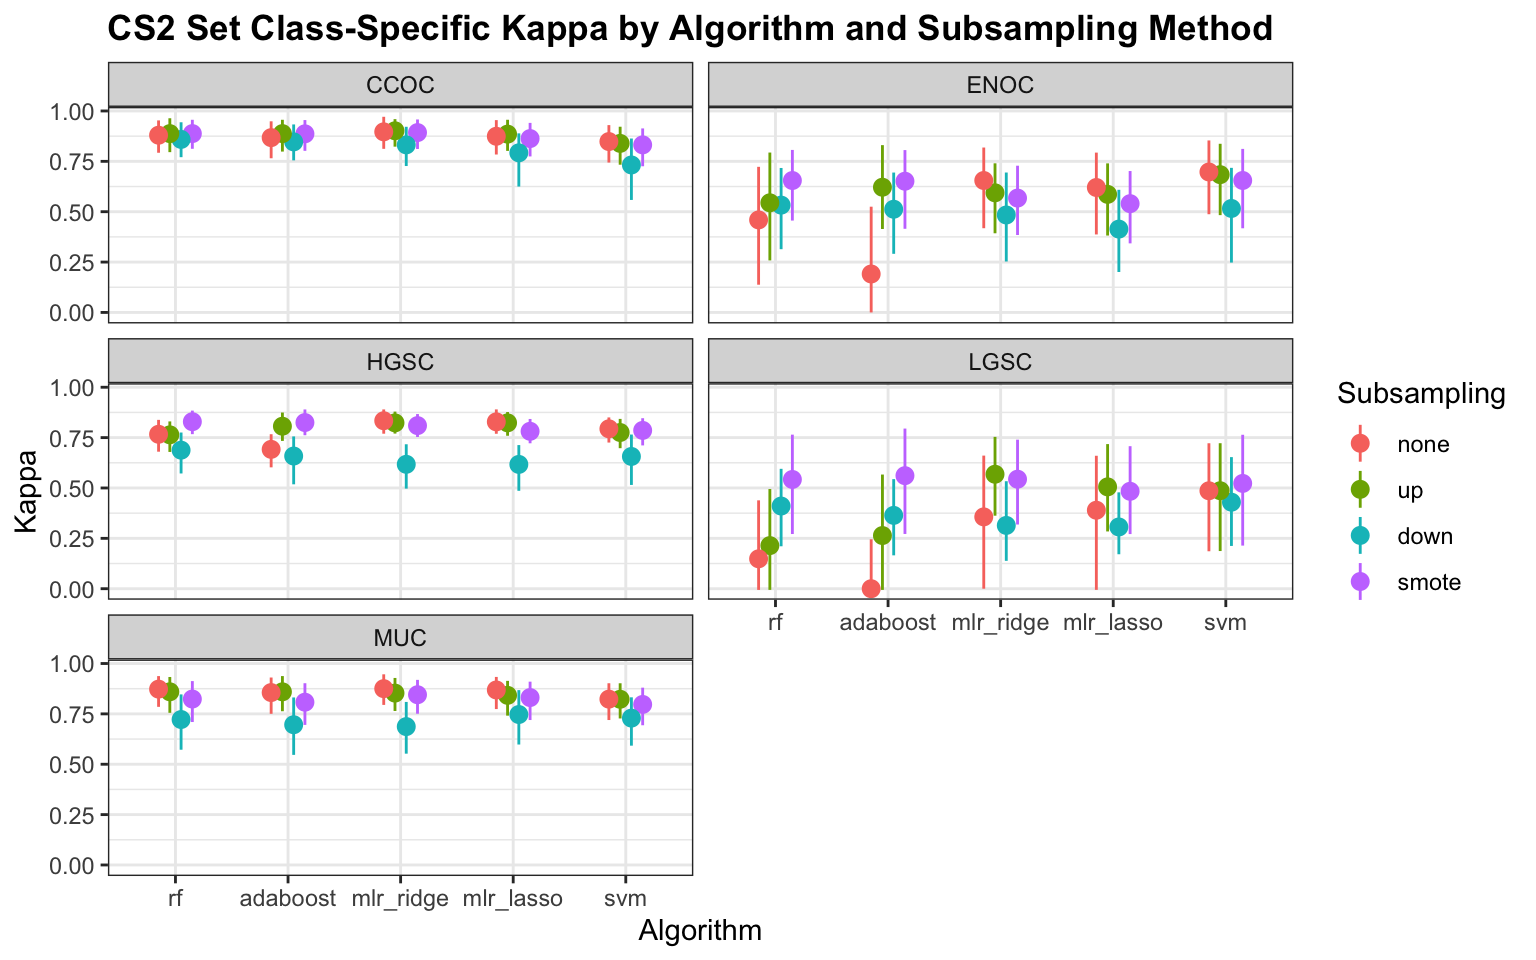 CS2 Set Class-Specific Kappa by Algorithm and Subsampling Method
CCOC
ENOC
1.00
0.75
0.50
0.25
0.00
HGSC
LGSC
1.00
0.75
0.50
0.25
0.00
rf adaboost mlr_ridge mlr_lasso svm
MUC
1.00
0.75
0.50
0.25
0.00
rf adaboost mlr_ridge mlr_lasso svm
Algorithm
Kappa
Subsampling
none
up
down
smote